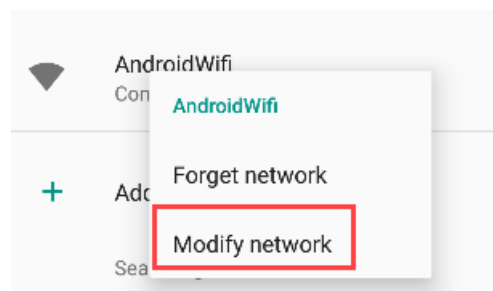 AndroidWifi
Con
AndroidWifi
Forget network
Add
Modify network
Sea